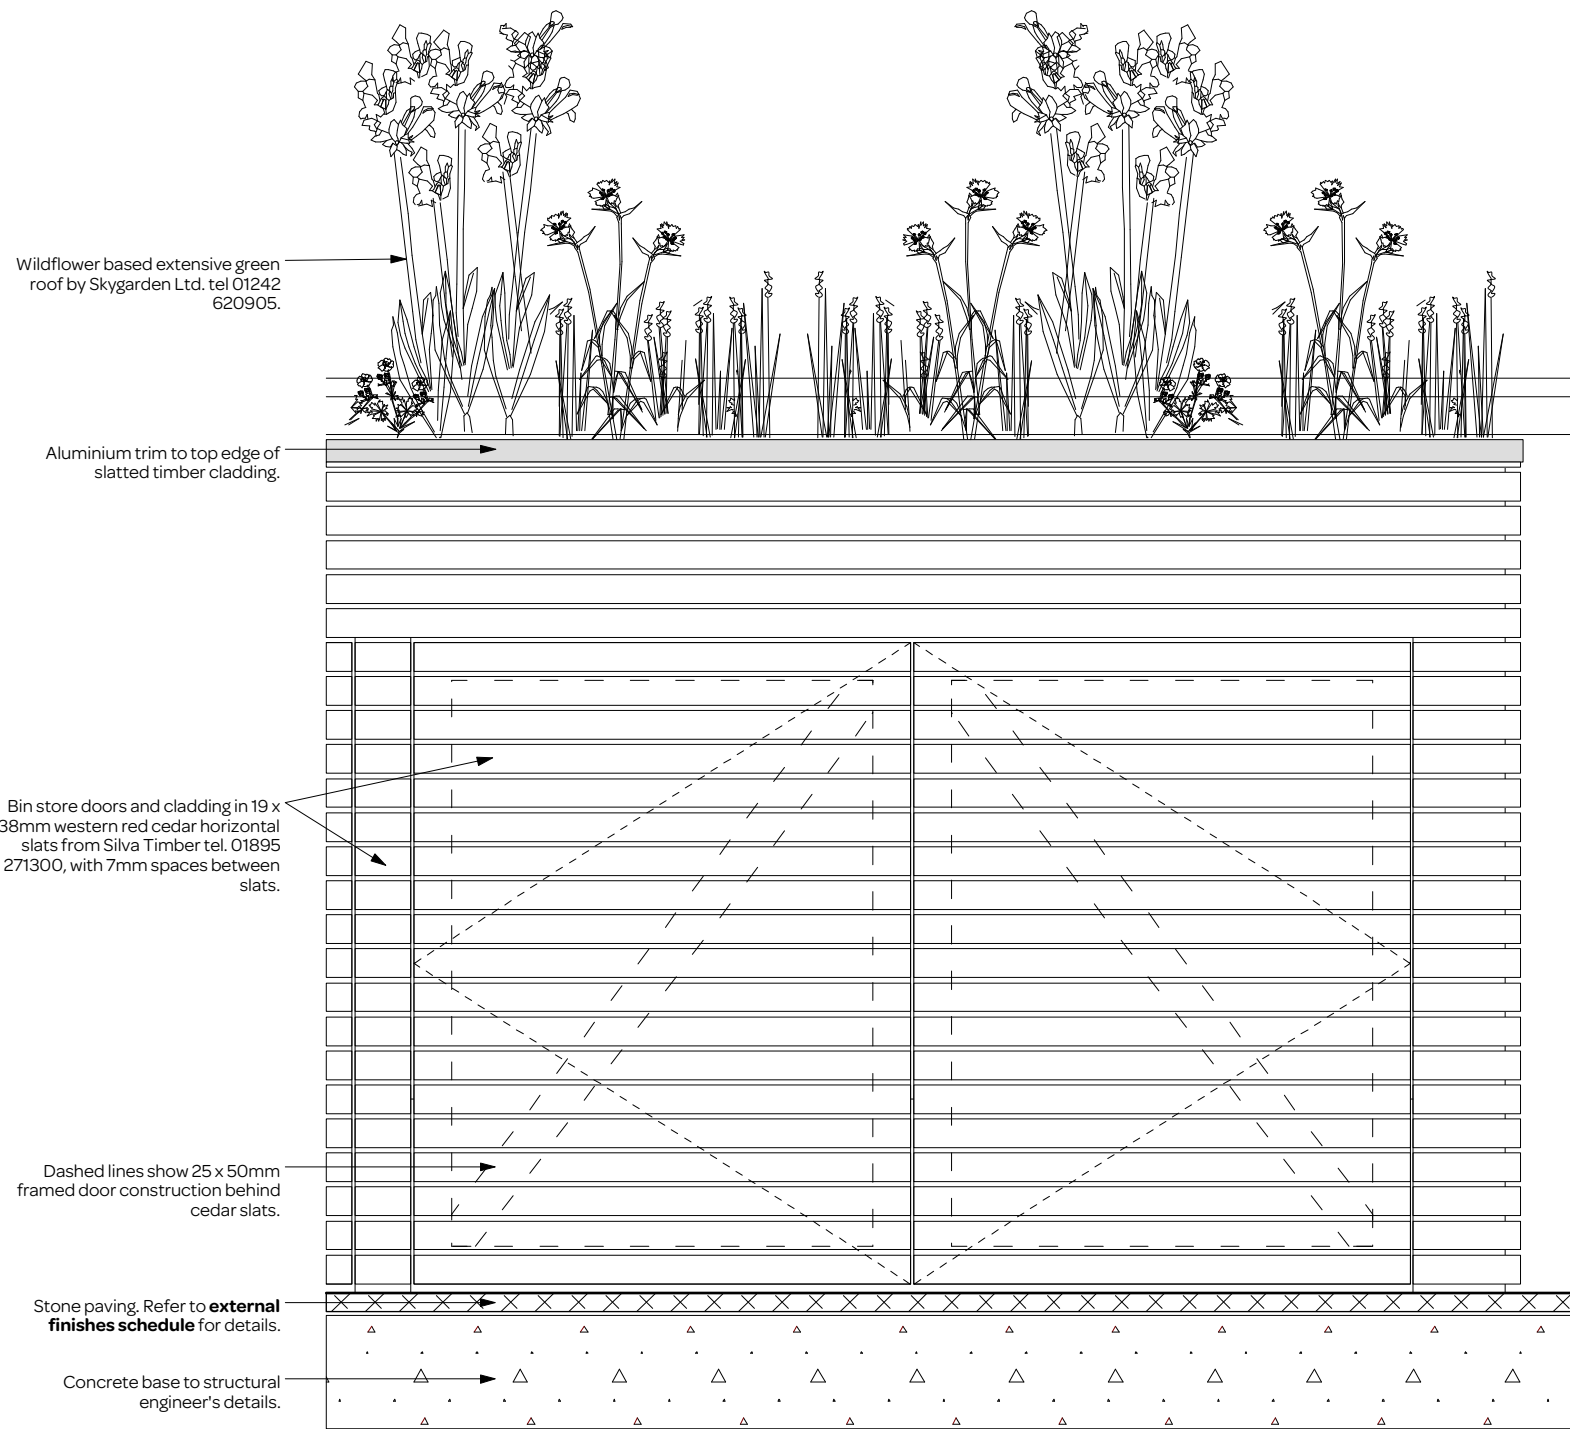 Wildflower based extensive green
roof by Skygarden Ltd. tel 01242
620905.
Aluminium trim to top edge of
slatted timber cladding.
Bin store doors and cladding in 19 x
38mm western red cedar horizontal
slats from Silva Timber tel. 01895
271300, with 7mm spaces between
slats.
Dashed lines show 25 x 50mm
framed door construction behind
cedar slats.
Stone paving. Refer to external
finishes schedule for details.
Concrete base to structural
engineer's details.